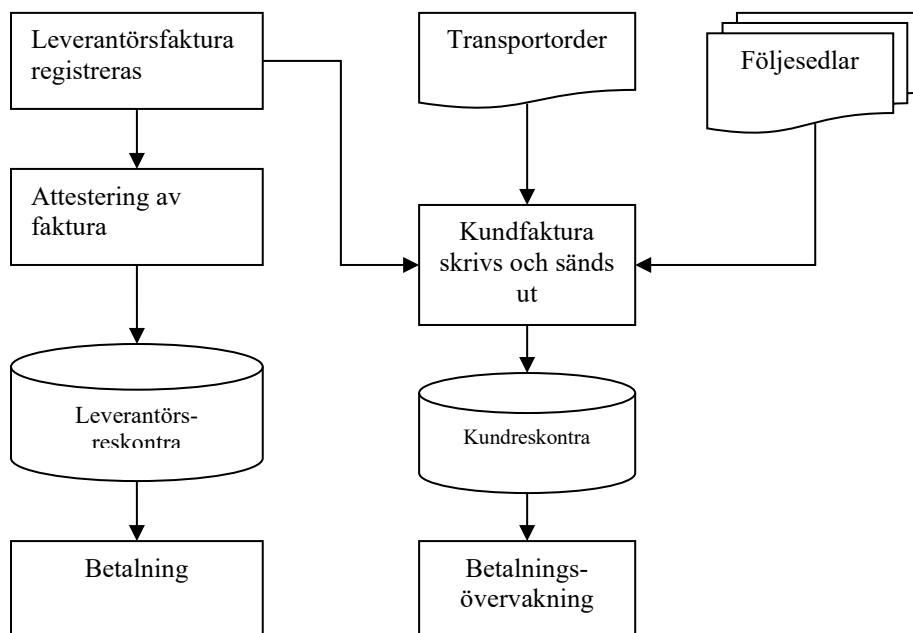 Leverantörsfaktura
registreras
Transportorder
Följesedlar
Attestering av
faktura
Kundfaktura
skrivs och sänds
ut
Leverantörs-
reskontra
Kundreskontra
Betalning
Betalnings-
övervakning